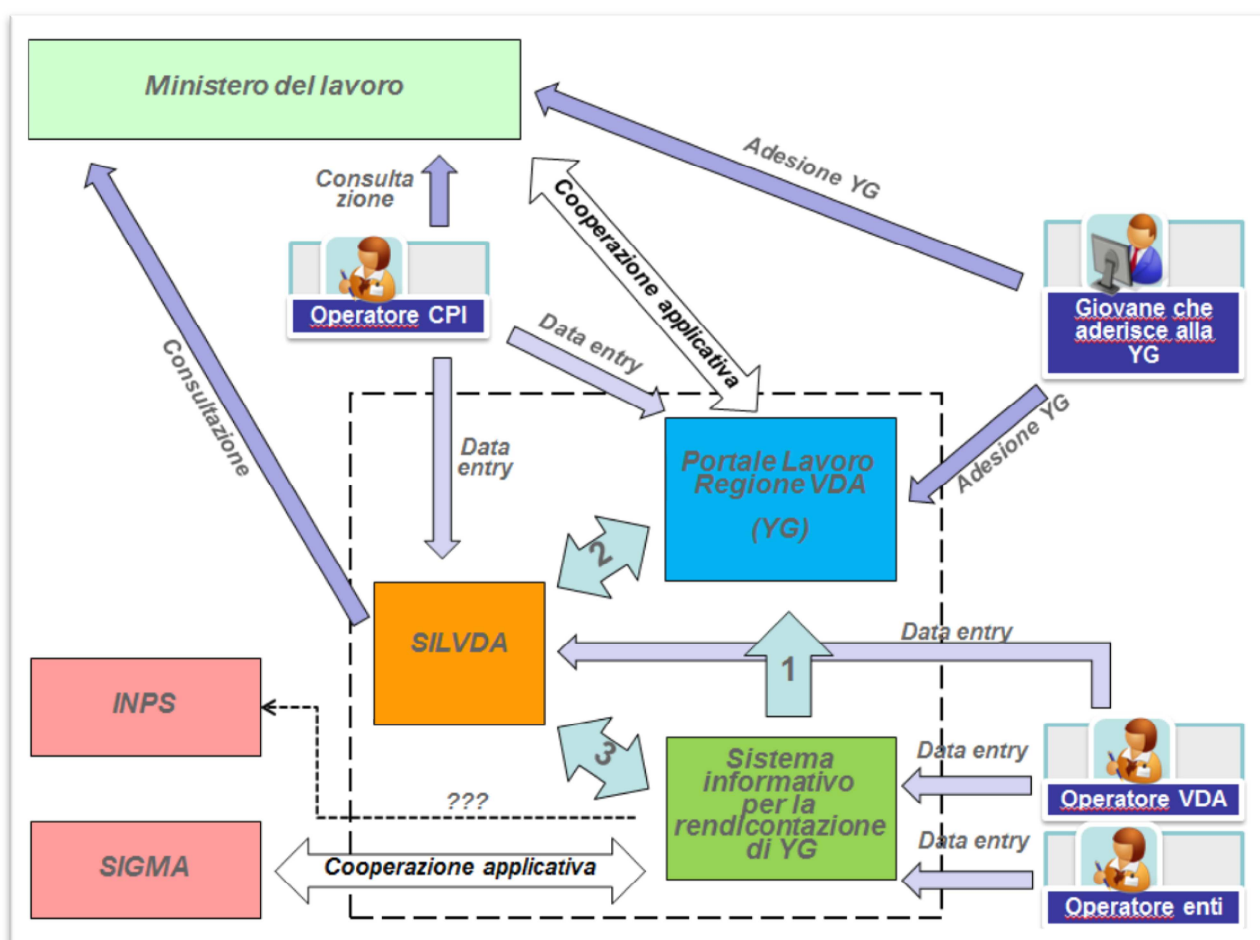 Ministero del lavoro
Adesione YG
Consulta
zione
Cooperazione applicativa
Operatore CPI
Giovane che
aderisce alla
YG
Data entry
Consultazione
Adesione YG
Data
entry
Portale Lavoro
Regione VDA
(YG)
2
SILVDA
Data entry
1
INPS
3
Sistema
informativo
per la
rendicontazione
di YG
Data entry
Operatore VDA
???
Data entry
SIGMA
Cooperazione applicativa
Operatore enti